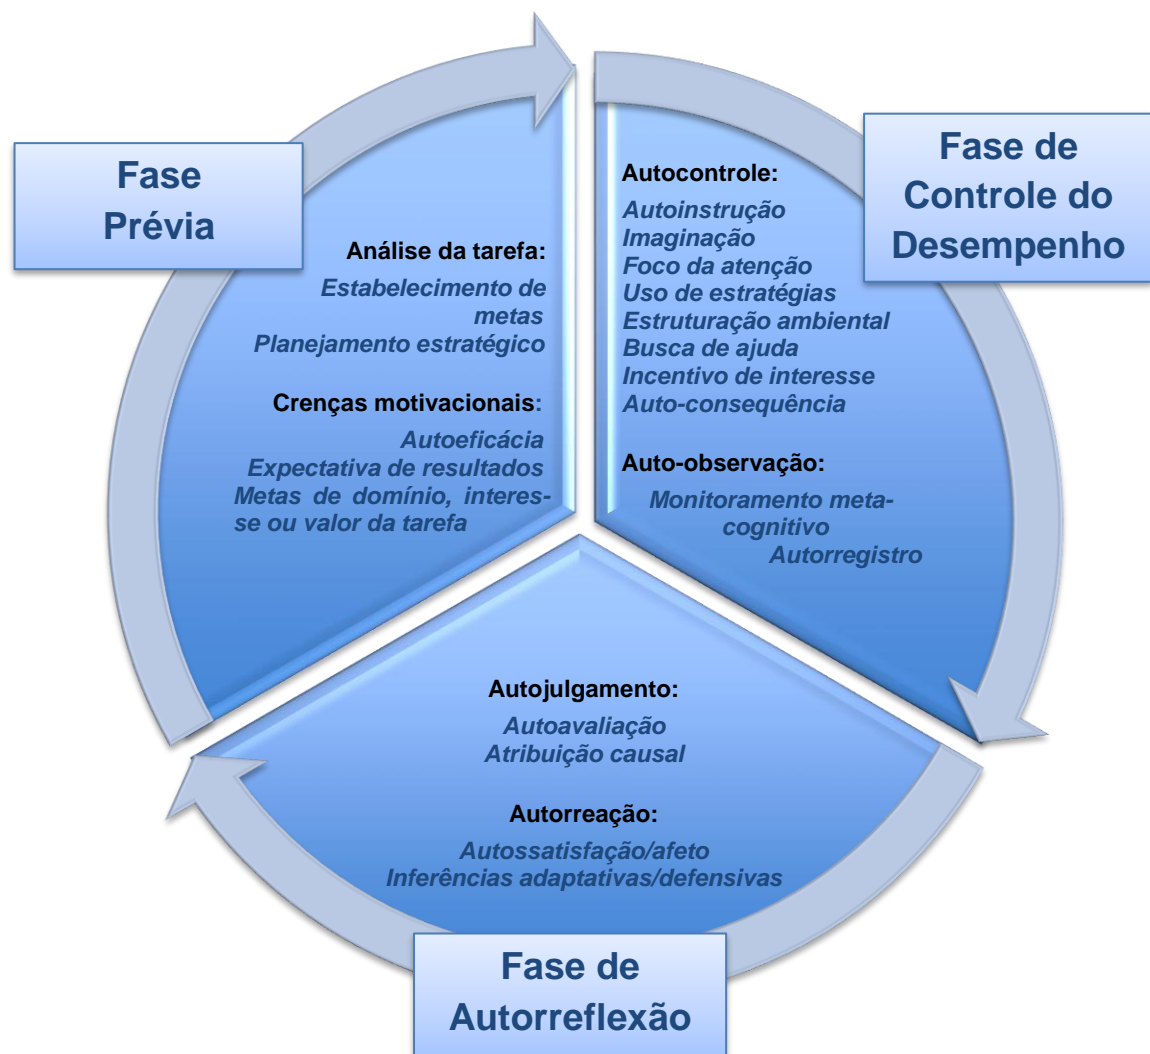 Fase
Prévia
Análise da tarefa:
Estabelecimento de
metas
Planejamento estratégico
Crenças motivacionais:
Autoeficácia
Expectativa de resultados
Metas de domínio, interes-
se ou valor da tarefa
Fase de
Controle do
Desempenho
Autocontrole:
Autoinstrução
Imaginação
Foco da atenção
Uso de estratégias
Estruturação ambiental
Busca de ajuda
Incentivo de interesse
Auto-consequência
Auto-observação:
Monitoramento meta-
cognitivo
Autorregistro
Autojulgamento:
Autoavaliação
Atribuição causal
Autorreação:
Autossatisfação/afeto
Inferências adaptativas/defensivas
Fase de
Autorreflexão